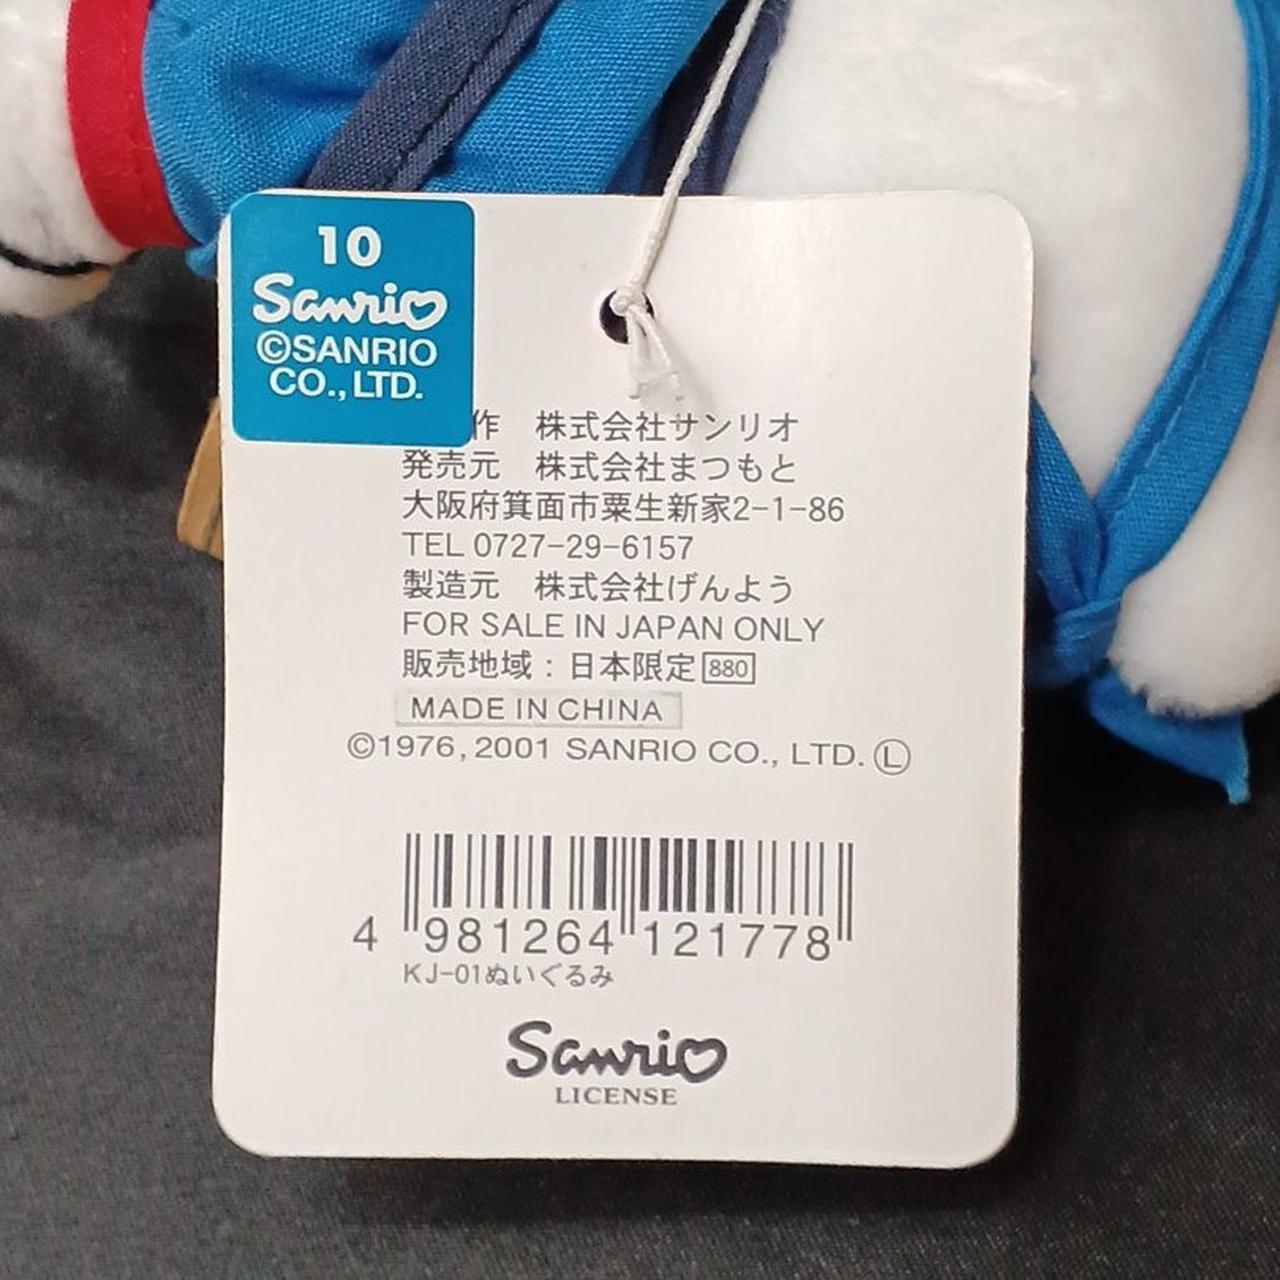 10
Sanrio
©SANRIO
CO., LTD.
作 株式会社サンリオ
発売元 株式会社まつもと
大阪府箕面市粟生新家2-1-86
TEL 0727-29-6157
製造元 株式会社げんよう
FOR SALE IN JAPAN ONLY
販売地域：日本限定 880
MADE IN CHINA
©1976, 2001 SANRIO CO., LTD. Ⓛ
4 981264 121778
KJ-01ぬいぐるみ
Sanrio
LICENSE